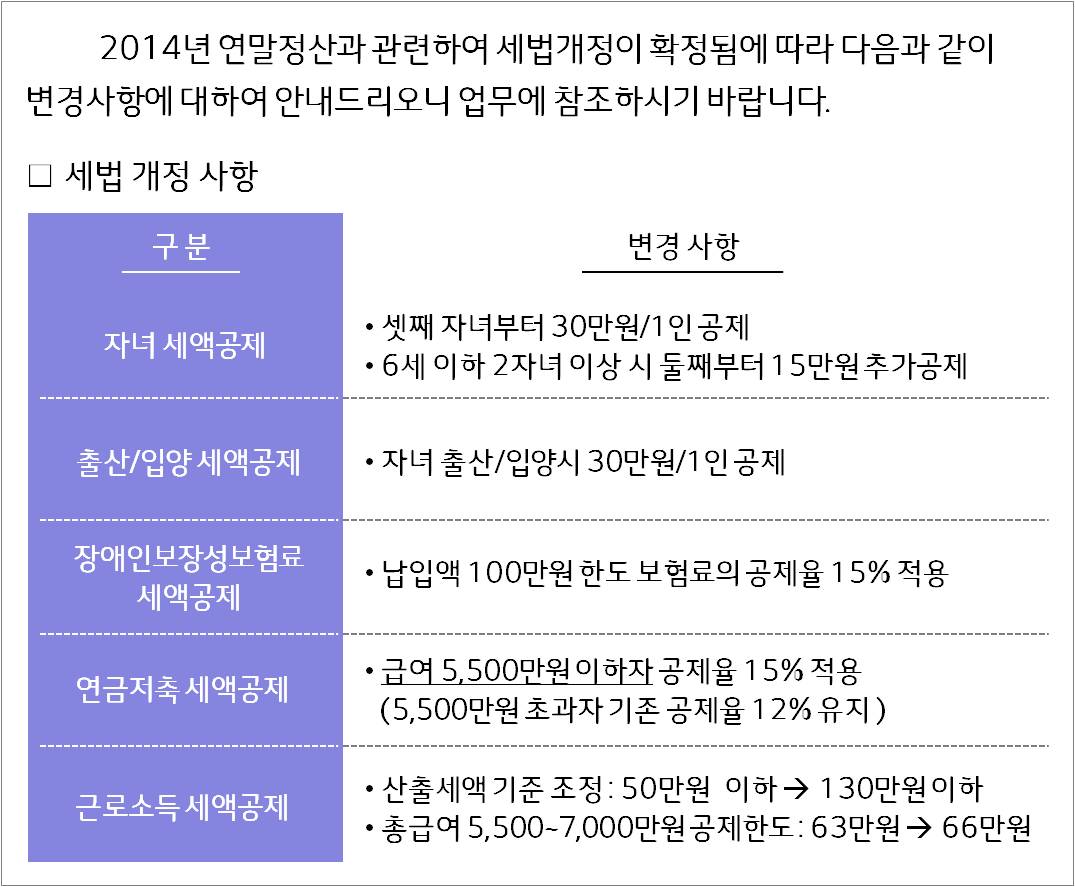 2014년 연말정산과 관련하여 세법개정이 확정됨에 따라 다음과 같이
변경사항에 대하여 안내드리오니 업무에 참조하시기 바랍니다.
□ 세법 개정 사항
구 분
변경 사항
자녀 세액공제
• 셋째 자녀부터 30만원/1인 공제
• 6세 이하 2자녀 이상 시 둘째부터 15만원 추가공제
출산/입양 세액공제
• 자녀 출산/입양시 30만원/1인 공제
장애인보장성보험료
세액공제
• 납입액 100만원 한도 보험료의 공제율 15% 적용
연금저축 세액공제
• 급여 5,500만원 이하자 공제율 15% 적용
(5,500만원 초과자 기존 공제율 12% 유지)
근로소득 세액공제
• 산출세액 기준 조정 : 50만원 이하 → 130만원 이하
• 총급여 5,500~7,000만원 공제한도 : 63만원 → 66만원